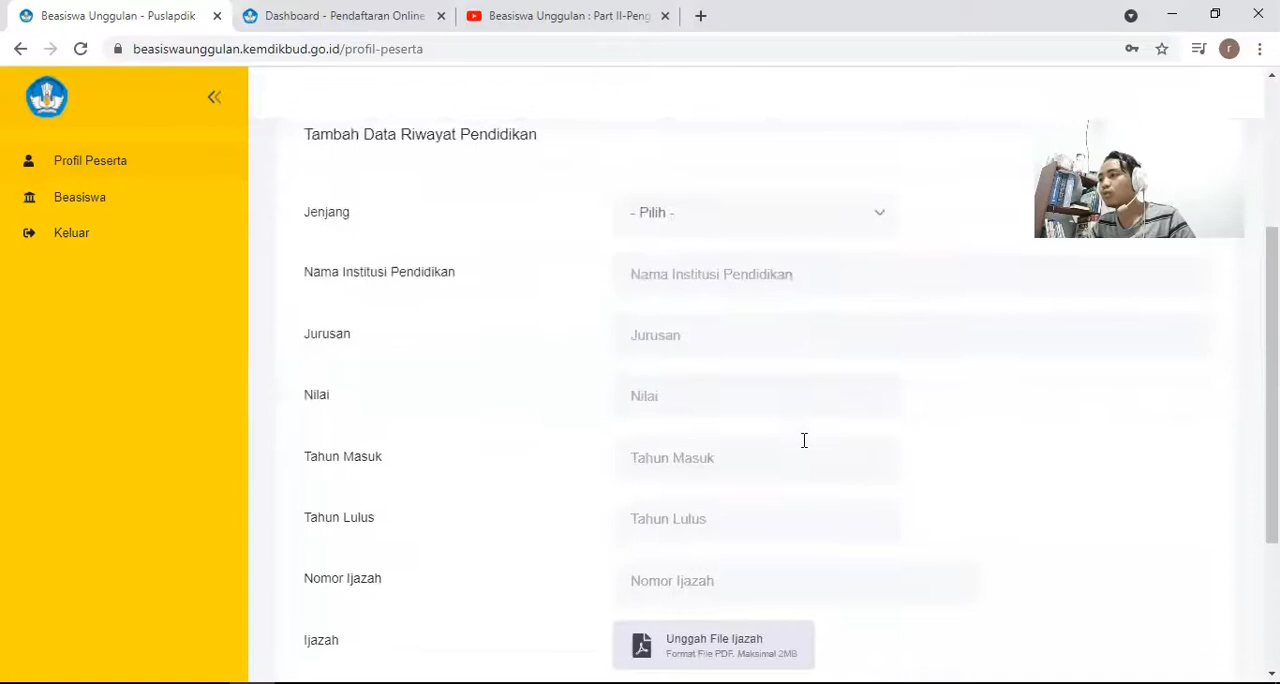 Beasiswa Unggulan - Puslapdik
Dashboard - Pendaftaran Online
Beasiswa Unggulan : Part II-Peng
beasiswaunggulan.kemdikbud.go.id/profil-peserta
r
Profil Peserta
Beasiswa
Keluar
Tambah Data Riwayat Pendidikan
Jenjang
- Pilih -
Nama Institusi Pendidikan
Nama Institusi Pendidikan
Jurusan
Jurusan
Nilai
Nilai
Tahun Masuk
Tahun Masuk
Tahun Lulus
Tahun Lulus
Nomor Ijazah
Nomor Ijazah
Ijazah
Unggah File Ijazah
Format File PDF. Maksimal 2MB